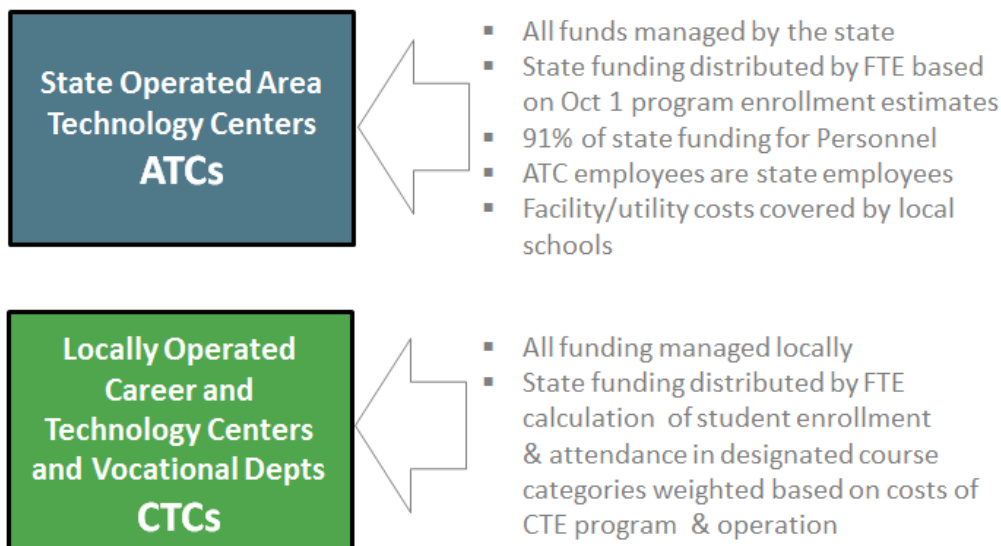 State Operated Area
Technology Centers
ATCs
▪ All funds managed by the state
▪ State funding distributed by FTE based
on Oct 1 program enrollment estimates
▪ 91% of state funding for Personnel
▪ ATC employees are state employees
▪ Facility/utility costs covered by local
schools
Locally Operated
Career and
Technology Centers
and Vocational Depts
CTCs
▪ All funding managed locally
▪ State funding distributed by FTE
calculation of student enrollment
& attendance in designated course
categories weighted based on costs of
CTE program & operation